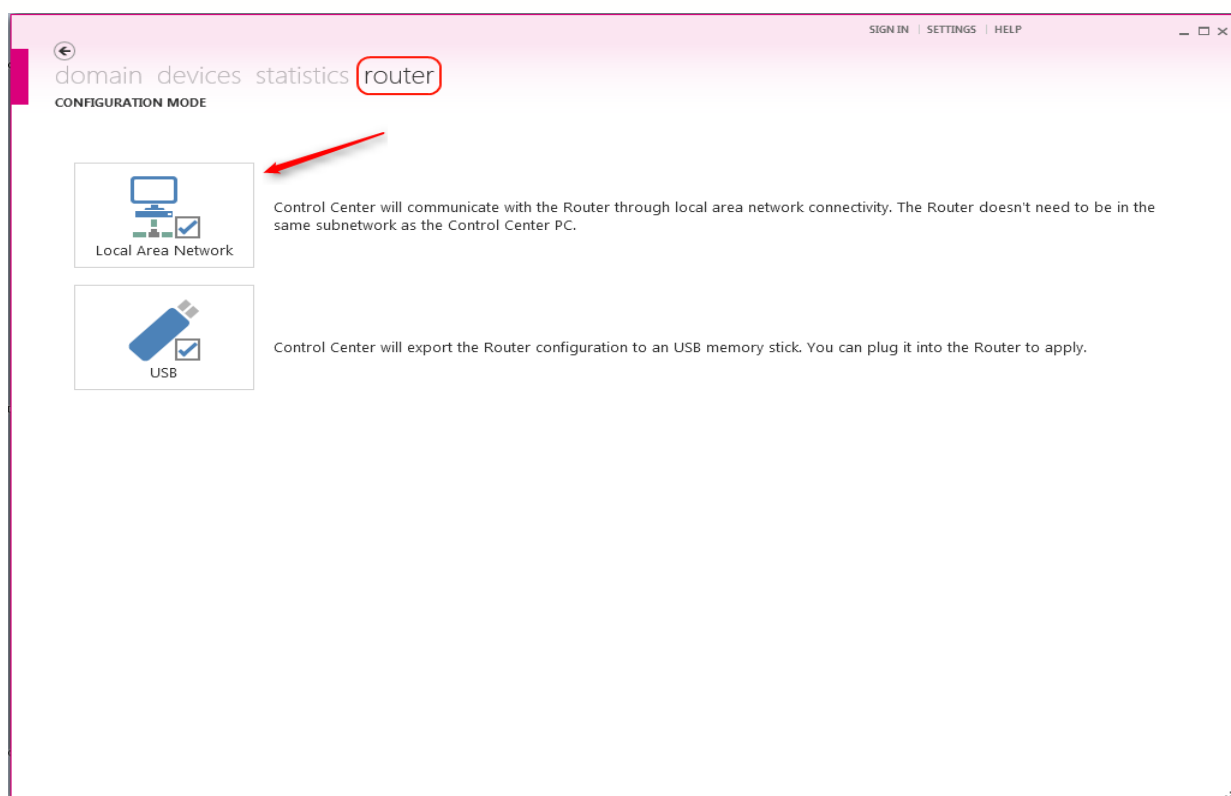 SIGN IN | SETTINGS | HELP
domain devices statistics router
CONFIGURATION MODE
Local Area Network
Control Center will communicate with the Router through local area network connectivity. The Router doesn't need to be in the
same subnetwork as the Control Center PC.
USB
Control Center will export the Router configuration to an USB memory stick. You can plug it into the Router to apply.